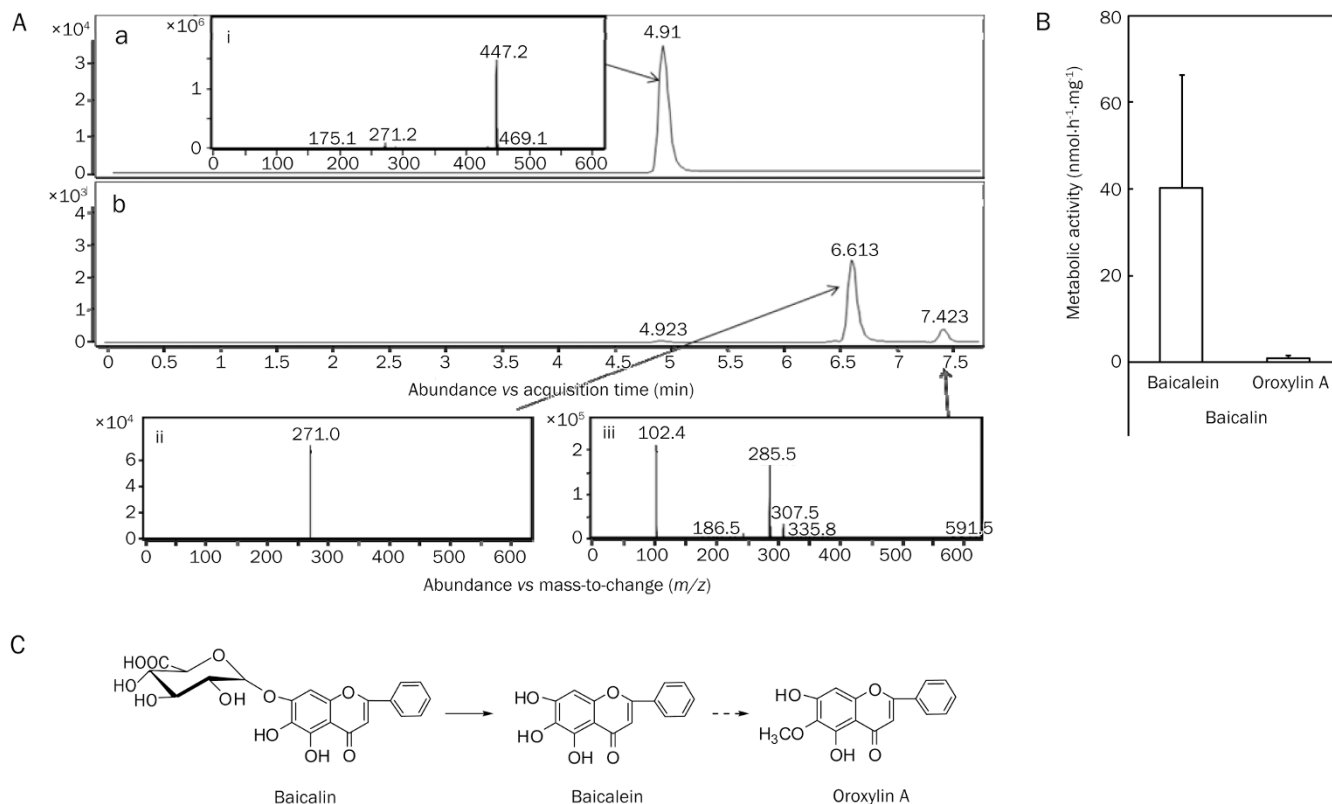 A
a
×10⁴
3
2
1
0
i
×10⁶
1
0
447.2
175.1
271.2
469.1
0 100 200 300 400 500 600
4.91
b
×10³
4
3
2
1
0
4.923
6.613
7.423
0 0.5 1 1.5 2 2.5 3 3.5 4 4.5 5 5.5 6 6.5 7 7.5
Abundance vs acquisition time (min)
ii
×10⁴
6
4
2
0
271.0
0 100 200 300 400 500 600
iii
×10⁵
2
1
0
102.4
285.5
186.5
307.5
335.8
591.5
0 100 200 300 400 500 600
Abundance vs mass-to-change (m/z)
B
Metabolic activity (nmol·h⁻¹·mg⁻¹)
80
60
40
20
0
Baicalein Oroxylin A
Baicalin
C
HOOC
O
HO
HO
OH
O
O
HO
OH
O
Baicalin
HO
O
HO
OH
O
Baicalein
HO
O
H₃CO
OH
O
Oroxylin A